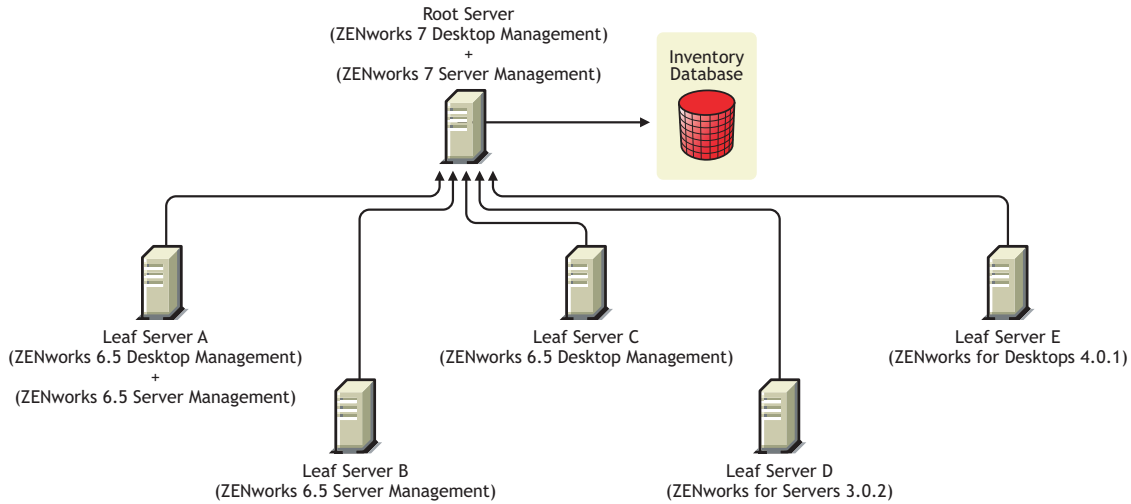 Root Server
(ZENworks 7 Desktop Management)
+
(ZENworks 7 Server Management)
Inventory
Database
Leaf Server A
(ZENworks 6.5 Desktop Management)
+
(ZENworks 6.5 Server Management)
Leaf Server C
(ZENworks 6.5 Desktop Management)
Leaf Server E
(ZENworks for Desktops 4.0.1)
Leaf Server B
(ZENworks 6.5 Server Management)
Leaf Server D
(ZENworks for Servers 3.0.2)